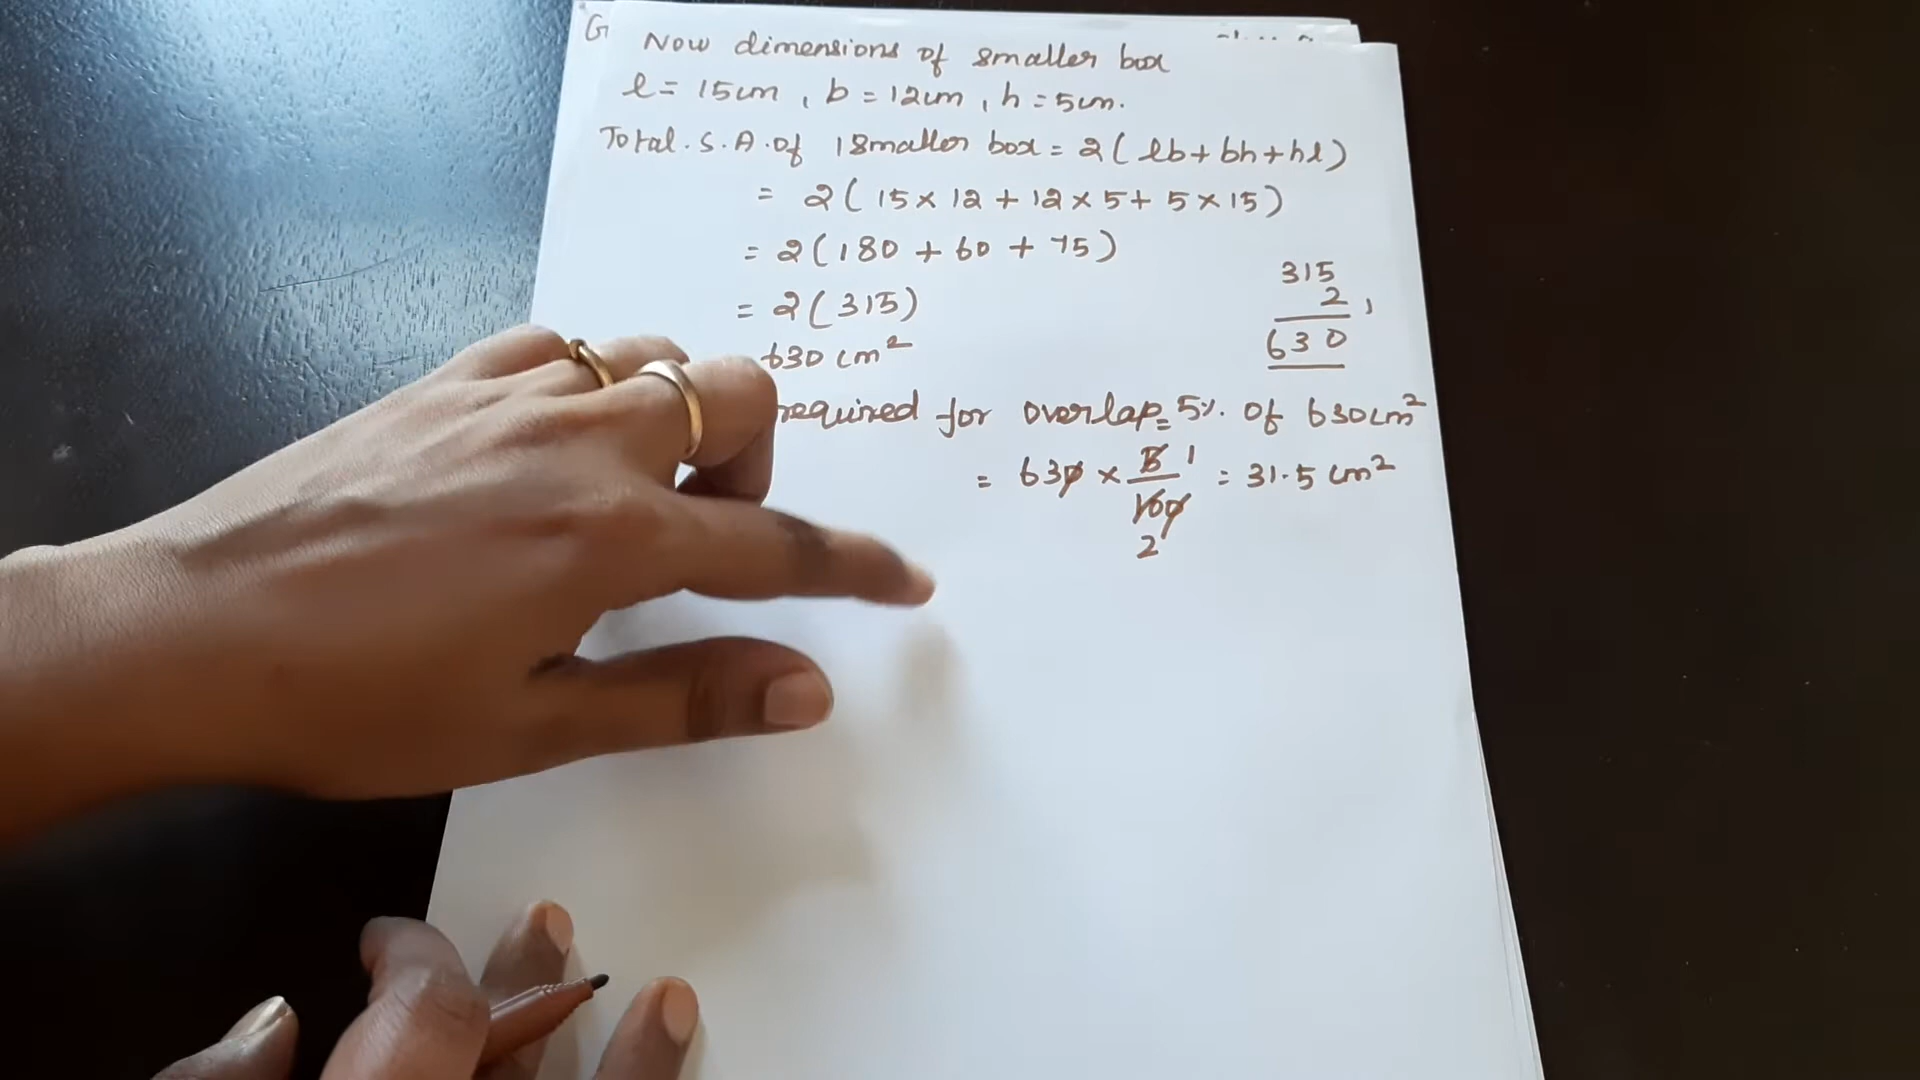 G
Now dimensions of smaller box
l = 15cm , b = 12cm , h = 5cm.
Total. S. A. of 1 smaller box = 2 ( lb + bh + hl )
= 2 ( 15 × 12 + 12 × 5 + 5 × 15 )
= 2 ( 180 + 60 + 75 )
= 2 ( 315 )
630 cm²
315
2
630
required for overlap = 5% of 630cm²
= 630 × 5 1 = 31.5 cm²
100
2